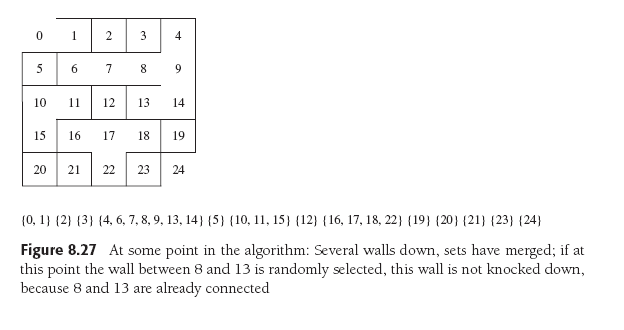 0 1 2 3 4
5 6 7 8 9
10 11 12 13 14
15 16 17 18 19
20 21 22 23 24
{0, 1} {2} {3} {4, 6, 7, 8, 9, 13, 14} {5} {10, 11, 15} {12} {16, 17, 18, 22} {19} {20} {21} {23} {24}
Figure 8.27 At some point in the algorithm: Several walls down, sets have merged; if at
this point the wall between 8 and 13 is randomly selected, this wall is not knocked down,
because 8 and 13 are already connected